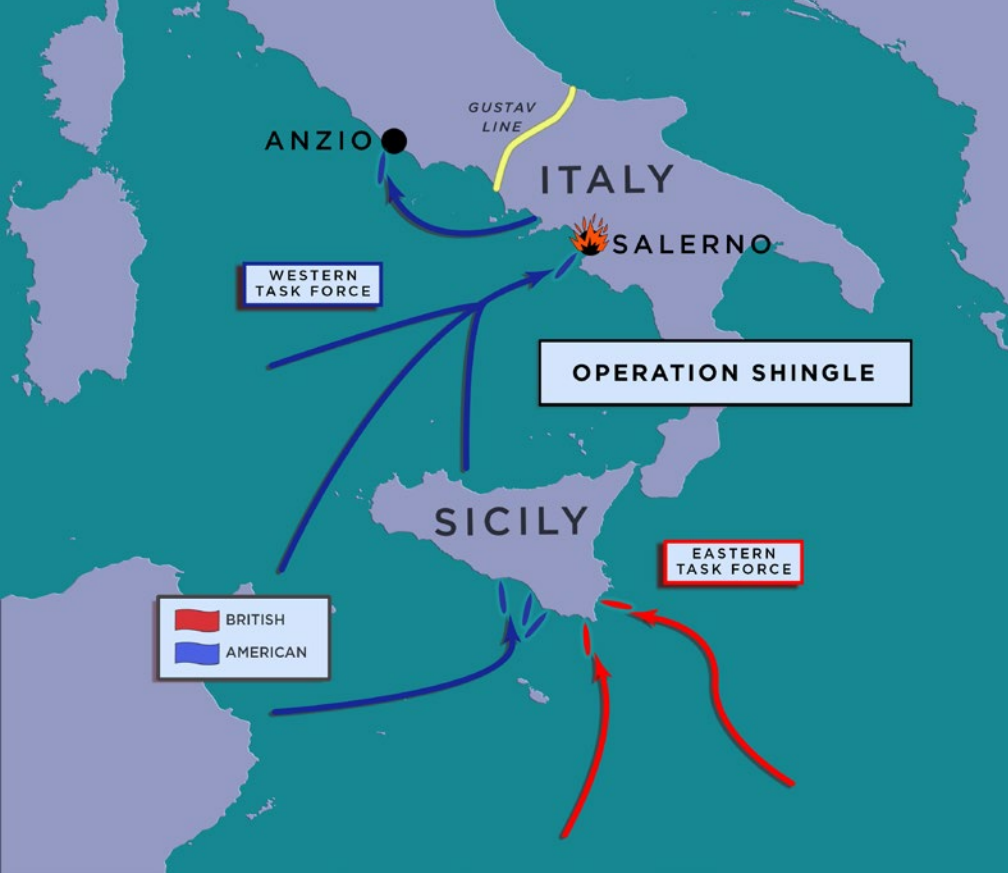 GUSTAV
LINE
ANZIO
ITALY
SALERNO
WESTERN
TASK FORCE
OPERATION SHINGLE
SICILY
EASTERN
TASK FORCE
BRITISH
AMERICAN